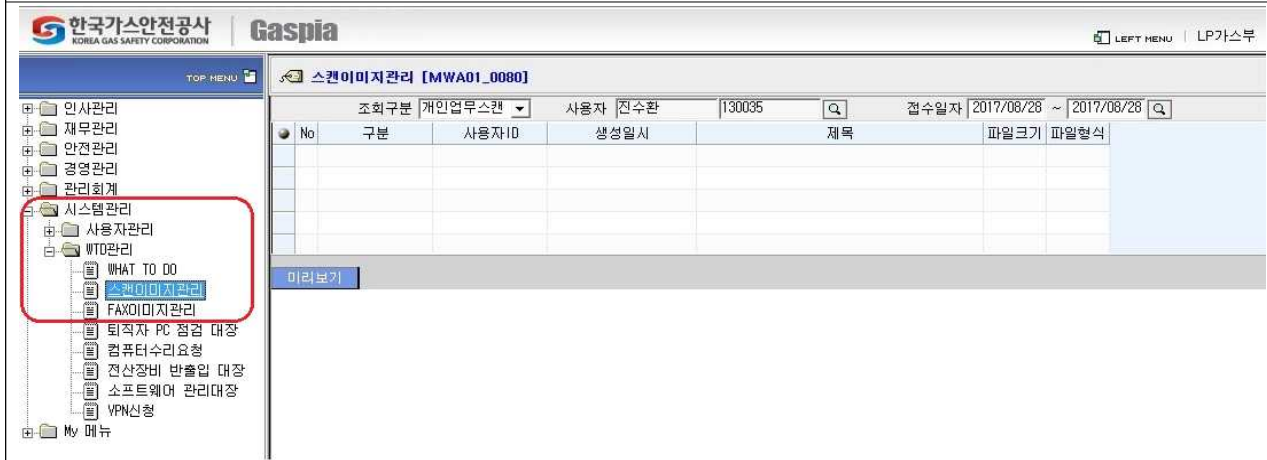 한국가스안전공사
KOREA GAS SAFETY CORPORATION
Gaspia
LEFT MENU | LP가스부
TOP MENU
스캔이미지관리 [MWA01_0080]
조회구분 개인업무스캔 사용자 진수환 130035 접수일자 2017/08/28 ~ 2017/08/28
No 구분 사용자ID 생성일시 제목 파일크기 파일형식
미리보기
인사관리
재무관리
안전관리
경영관리
관리회계
시스템관리
사용자관리
WTD관리
WHAT TO DO
스캔이미지관리
FAX이미지관리
퇴직자 PC 점검 대장
컴퓨터수리요청
전산장비 반출입 대장
소프트웨어 관리대장
VPN신청
My 메뉴